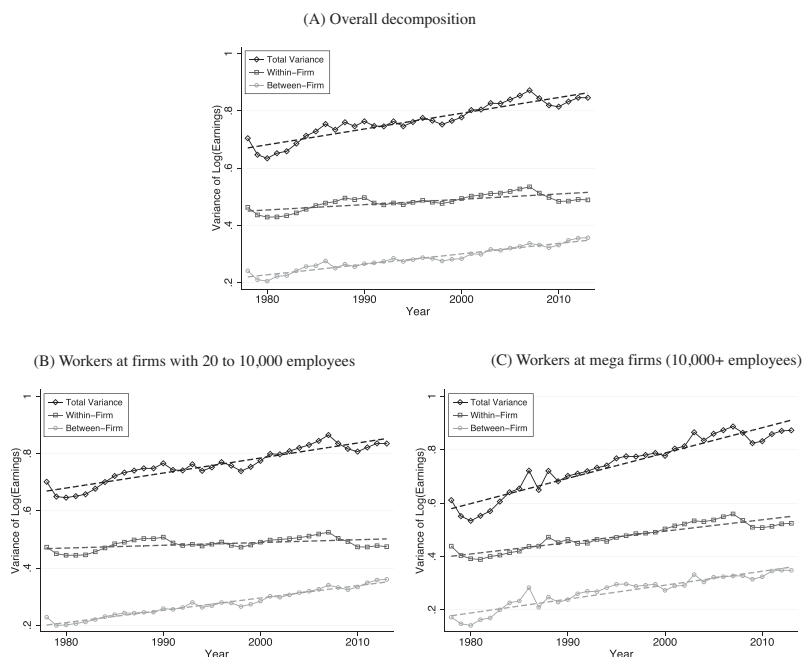 (A) Overall decomposition
1
.8
.6
.4
.2
Variance of Log(Earnings)
Total Variance
Within−Firm
Between−Firm
1980 1990 2000 2010
Year
(B) Workers at firms with 20 to 10,000 employees
1
.8
.6
.4
.2
Variance of Log(Earnings)
Total Variance
Within−Firm
Between−Firm
1980 1990 2000 2010
Year
(C) Workers at mega firms (10,000+ employees)
1
.8
.6
.4
.2
Variance of Log(Earnings)
Total Variance
Within−Firm
Between−Firm
1980 1990 2000 2010
Year